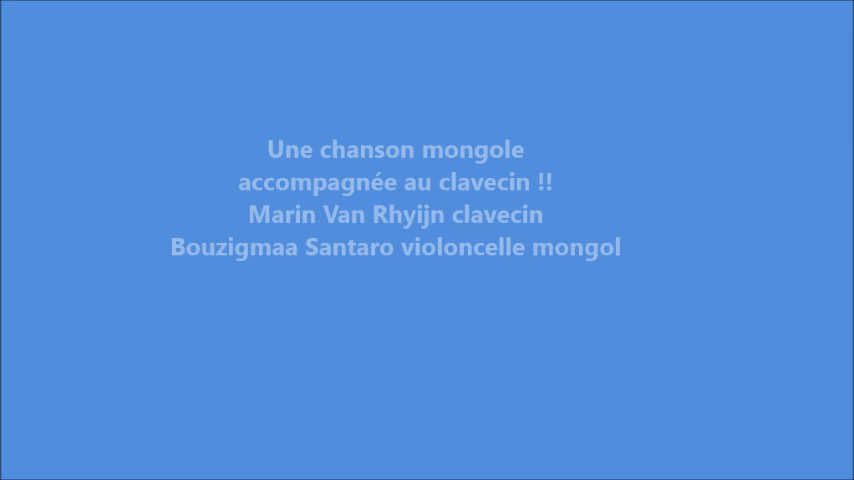 Une chanson mongole
accompagnée au clavecin !!
Marin Van Rhyijn clavecin
Bouzigmaa Santaro violoncelle mongol